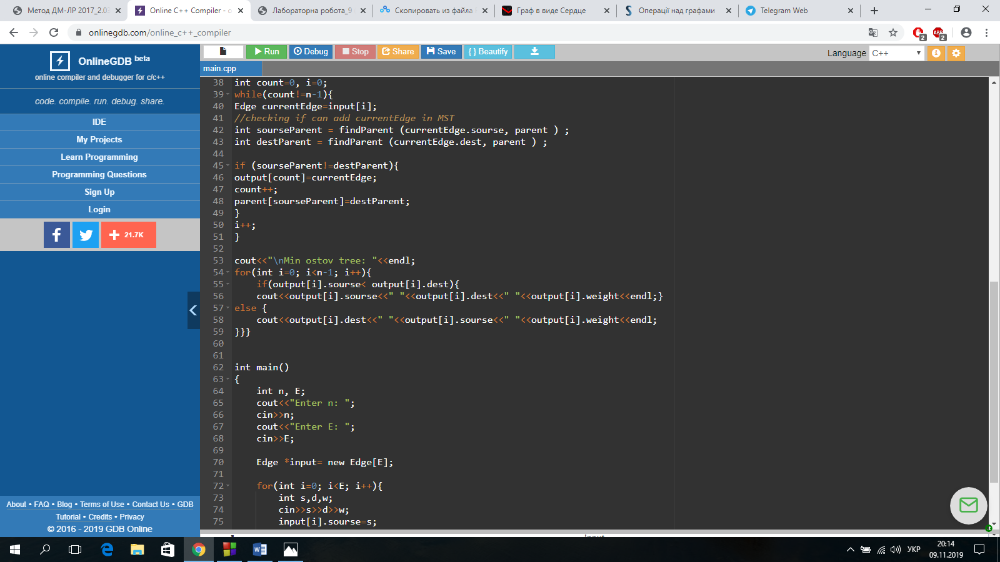 Метод ДМ-ЛР 2017_2.03
Online C++ Compiler - o
Лабораторна робота_9
Скопировать из файла
Граф в виде Сердце
Операції над графами
Telegram Web
onlinegdb.com/online_c++_compiler
2
ABP
2
OnlineGDB beta
online compiler and debugger for c/c++
code. compile. run. debug. share.
IDE
My Projects
Learn Programming
Programming Questions
Sign Up
Login
21.7K
About • FAQ • Blog • Terms of Use • Contact Us • GDB
Tutorial • Credits • Privacy
© 2016 - 2019 GDB Online
Run
Debug
Stop
Share
Save
{ } Beautify
Language
C++
main.cpp
38 int count=0, i=0;
39 while(count!=n-1){
40 Edge currentEdge=input[i];
41 //checking if can add currentEdge in MST
42 int sourseParent = findParent (currentEdge.sourse, parent ) ;
43 int destParent = findParent (currentEdge.dest, parent ) ;
44
45 if (sourseParent!=destParent){
46 output[count]=currentEdge;
47 count++;
48 parent[sourseParent]=destParent;
49 }
50 i++;
51 }
52
53 cout<<"\nMin ostov tree: "<<endl;
54 for(int i=0; i<n-1; i++){
55     if(output[i].sourse< output[i].dest){
56     cout<<output[i].sourse<<" "<<output[i].dest<<" "<<output[i].weight<<endl;}
57 else {
58     cout<<output[i].dest<<" "<<output[i].sourse<<" "<<output[i].weight<<endl;
59 }}}
60
61
62 int main()
63 {
64     int n, E;
65     cout<<"Enter n: ";
66     cin>>n;
67     cout<<"Enter E: ";
68     cin>>E;
69
70     Edge *input= new Edge[E];
71
72     for(int i=0; i<E; i++){
73         int s,d,w;
74         cin>>s>>d>>w;
75         input[i].sourse=s;
input
УКР
20:14
09.11.2019